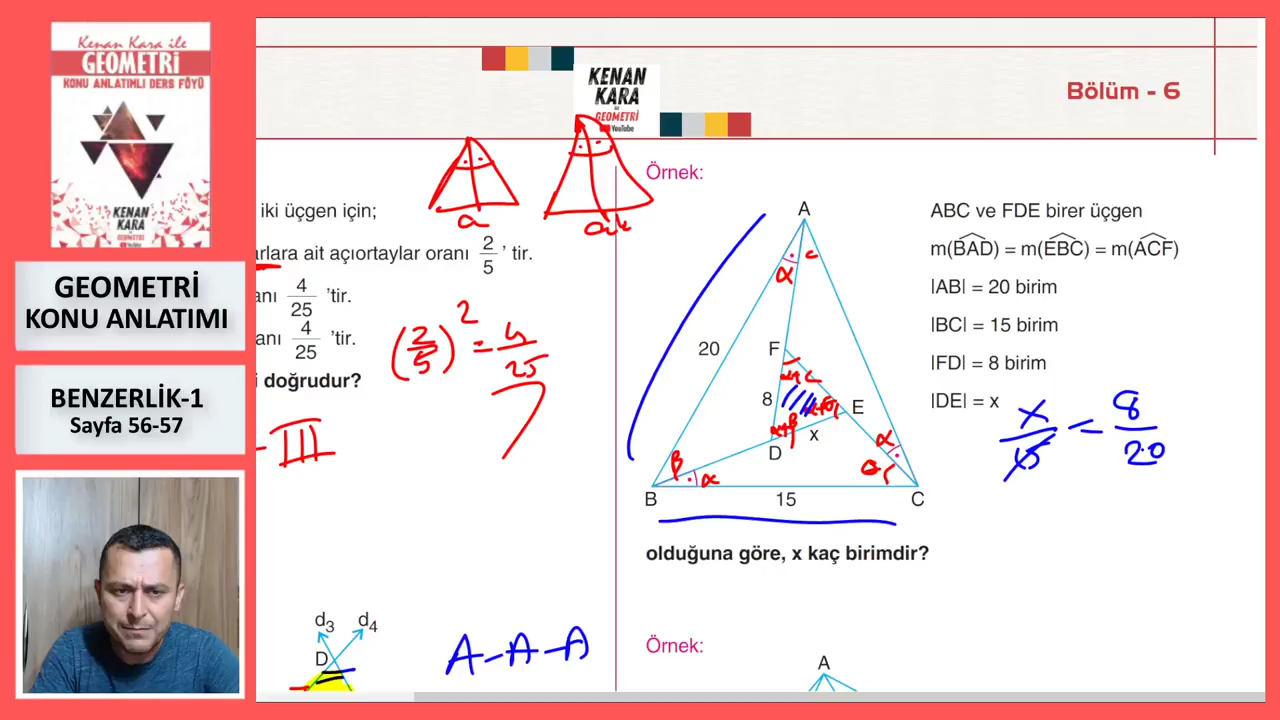 Kenan Kara ile
GEOMETRİ
KONU ANLATIMLI DERS FÖYÜ
KENAN
KARA
GEOMETRİ
GEOMETRİ
KONU ANLATIMI
BENZERLİK-1
Sayfa 56-57
KENAN
KARA
ile
GEOMETRİ
YouTube
Bölüm - 6
iki üçgen için;
arlara ait açıortaylar oranı 2/5' tir.
anı 4/25 'tir.
anı 4/25 'tir.
i doğrudur?
a
ak
(2/5)² = 4/25
- III
d3 d4
D
A-A-A
Örnek:
A
α
20
F
8
E
α+β
x
D
β
α
α
B
15
C
ABC ve FDE birer üçgen
m(BAD) = m(EBC) = m(ACF)
|AB| = 20 birim
|BC| = 15 birim
|FD| = 8 birim
|DE| = x
x/15 = 8/20
olduğuna göre, x kaç birimdir?
Örnek:
A